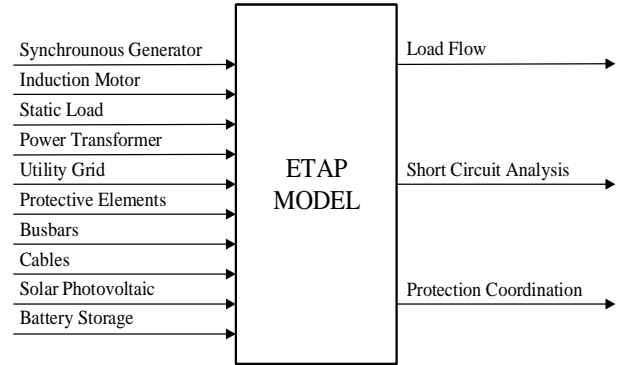 Synchrounous Generator
Induction Motor
Static Load
Power Transformer
Utility Grid
Protective Elements
Busbars
Cables
Solar Photovoltaic
Battery Storage
ETAP
MODEL
Load Flow
Short Circuit Analysis
Protection Coordination